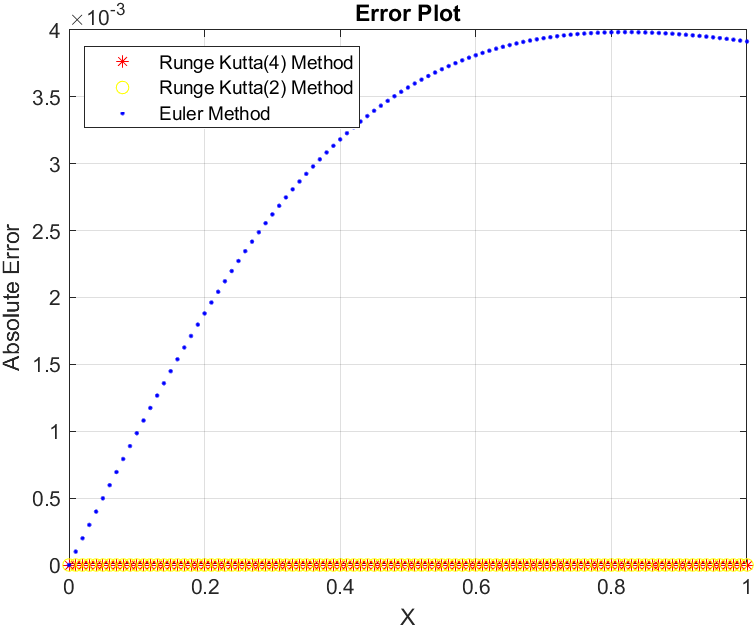 Error Plot
×10⁻³
Runge Kutta(4) Method
Runge Kutta(2) Method
Euler Method
4
3.5
3
2.5
2
1.5
1
0.5
0
Absolute Error
0 0.2 0.4 0.6 0.8 1
X